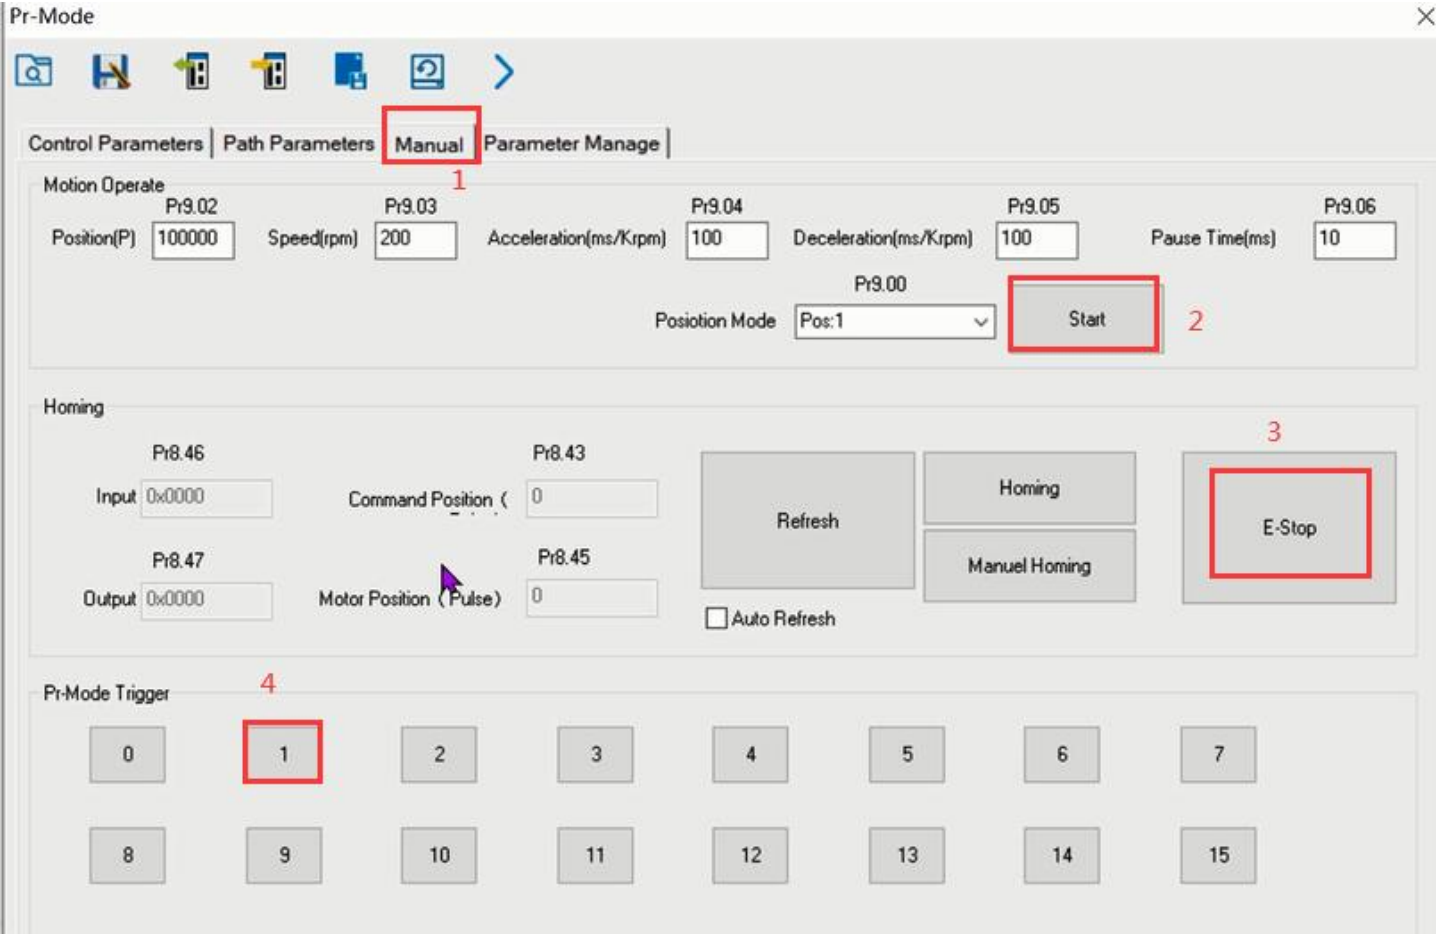 Pr-Mode
Control Parameters Path Parameters Manual Parameter Manage
1
Motion Operate
Pr9.02 Pr9.03 Pr9.04 Pr9.05 Pr9.06
Position(P) 100000 Speed(rpm) 200 Acceleration(ms/Krpm) 100 Deceleration(ms/Krpm) 100 Pause Time(ms) 10
Pr9.00
Posiotion Mode Pos:1 Start 2
Homing
3
Pr8.46 Pr8.43
Input 0x0000 Command Position ( 0 Refresh Homing E-Stop
Pr8.47 Pr8.45 Manuel Homing
Output 0x0000 Motor Position (Pulse) 0
Auto Refresh
4
Pr-Mode Trigger
0 1 2 3 4 5 6 7
8 9 10 11 12 13 14 15